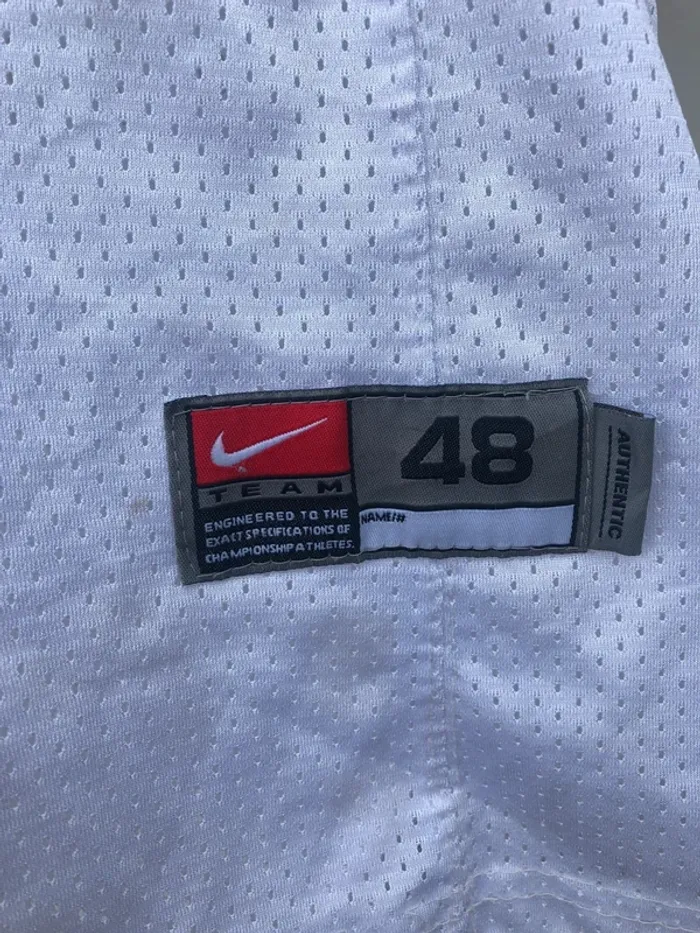 TEAM
ENGINEERED TO THE
EXACT SPECIFICATIONS OF
CHAMPIONSHIP ATHLETES.
48
NAME/#
AUTHENTIC